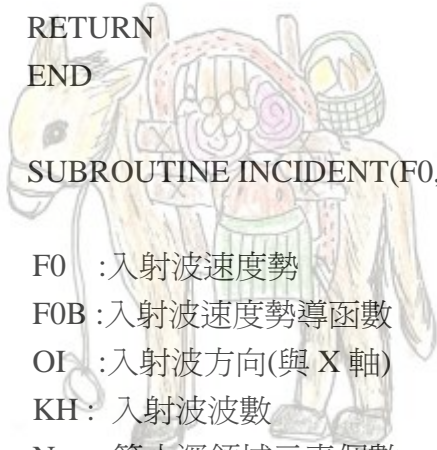 RETURN
END
SUBROUTINE INCIDENT(F0,
F0 :入射波速度勢
F0B :入射波速度勢導函數
OI :入射波方向(與 X 軸)
KH : 入射波波數